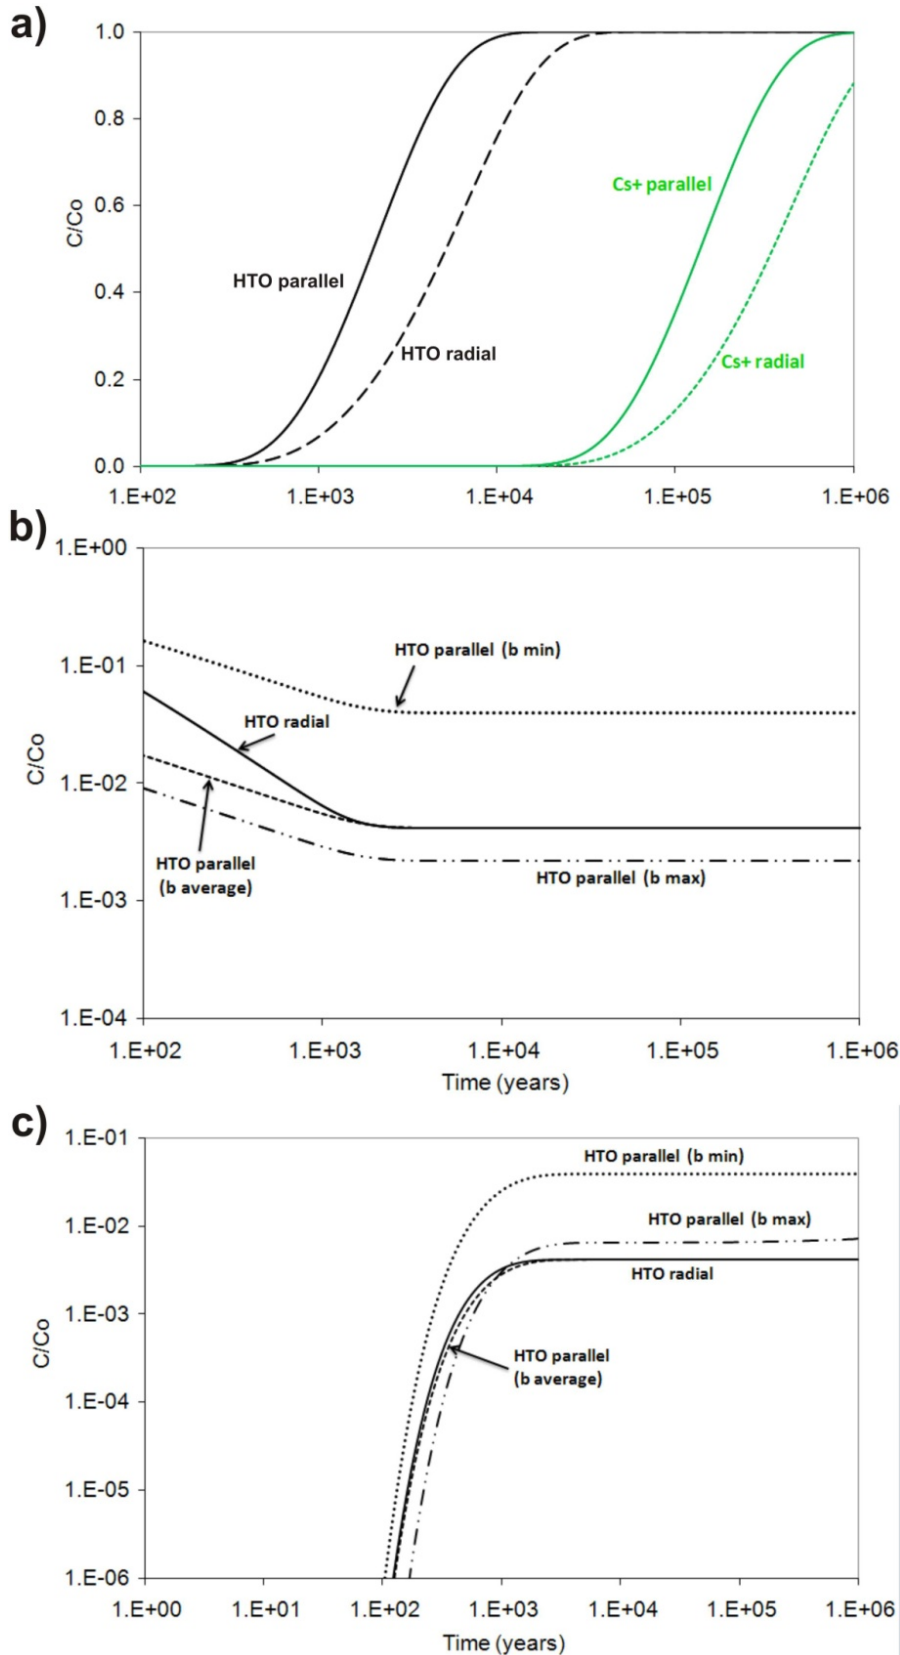 a)
1.0
0.8
0.6
0.4
0.2
0.0
C/Co
HTO parallel
HTO radial
Cs+ parallel
Cs+ radial
1.E+02 1.E+03 1.E+04 1.E+05 1.E+06
b)
1.E+00
1.E-01
1.E-02
1.E-03
1.E-04
C/Co
HTO parallel (b min)
HTO radial
HTO parallel
(b average)
HTO parallel (b max)
1.E+02 1.E+03 1.E+04 1.E+05 1.E+06
Time (years)
c)
1.E-01
1.E-02
1.E-03
1.E-04
1.E-05
1.E-06
C/Co
HTO parallel (b min)
HTO parallel (b max)
HTO radial
HTO parallel
(b average)
1.E+00 1.E+01 1.E+02 1.E+03 1.E+04 1.E+05 1.E+06
Time (years)